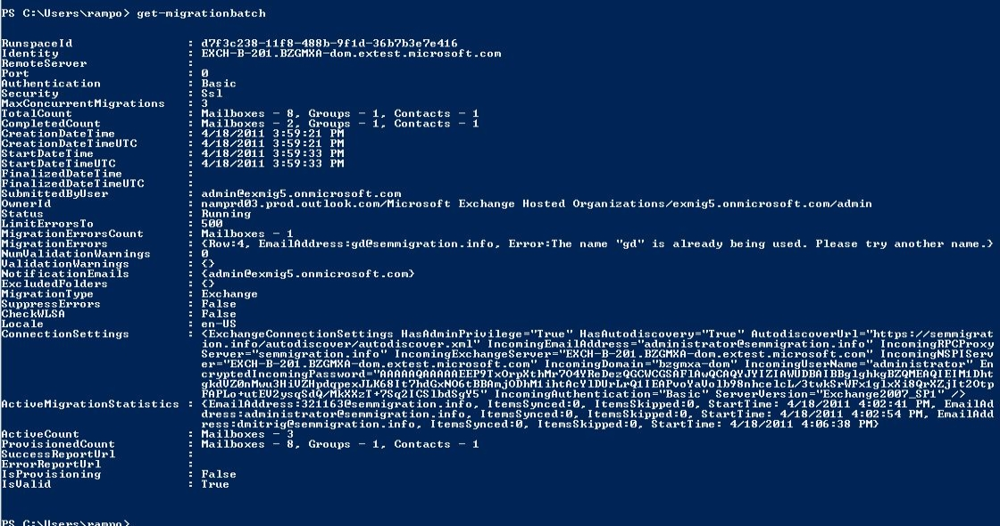 PS C:\Users\rampo> get-migrationbatch
RunspaceId : d7f3c238-11f8-488b-9f1d-36b7b3e7e416
Identity : EXCH-B-201.BZGMXA-dom.extest.microsoft.com
RemoteServer :
Port : 0
Authentication : Basic
Security : Ssl
MaxConcurrentMigrations : 3
TotalCount : Mailboxes - 8, Groups - 1, Contacts - 1
CompletedCount : Mailboxes - 2, Groups - 1, Contacts - 1
CreationDateTime : 4/18/2011 3:59:21 PM
CreationDateTimeUTC : 4/18/2011 3:59:21 PM
StartDateTime : 4/18/2011 3:59:33 PM
StartDateTimeUTC : 4/18/2011 3:59:33 PM
FinalizedDateTime :
FinalizedDateTimeUTC :
SubmittedByUser : admin@exmig5.onmicrosoft.com
OwnerId : namprd03.prod.outlook.com/Microsoft Exchange Hosted Organizations/exmig5.onmicrosoft.com/admin
Status : Running
LimitErrorsTo : 500
MigrationErrorsCount : Mailboxes - 1
MigrationErrors : {Row:4, EmailAddress:gd@semmigration.info, Error:The name "gd" is already being used. Please try another name.}
NumValidationWarnings : 0
ValidationWarnings : {}
NotificationEmails : {admin@exmig5.onmicrosoft.com}
ExcludedFolders : {}
MigrationType : Exchange
SuppressErrors : False
CheckWLSA : False
Locale : en-US
ConnectionSettings : <ExchangeConnectionSettings HasAdminPrivilege="True" HasAutodiscovery="True" AutodiscoverUrl="https://semmigrat
ion.info/autodiscover/autodiscover.xml" IncomingEmailAddress="administrator@semmigration.info" IncomingRPCProxy
Server="semmigration.info" IncomingExchangeServer="EXCH-B-201.BZGMXA-dom.extest.microsoft.com" IncomingNSPIServ
er="EXCH-B-201.BZGMXA-dom.extest.microsoft.com" IncomingDomain="bzgmxa-dom" IncomingUserName="administrator" En
cryptedIncomingPassword=
IncomingAuthentication="Basic" ServerVersion="Exchange2007_SP1" />
ActiveMigrationStatistics : {EmailAddress:321163@semmigration.info, ItemsSynced:0, ItemsSkipped:0, StartTime: 4/18/2011 4:02:41 PM, EmailAd
dress:administrator@semmigration.info, ItemsSynced:0, ItemsSkipped:0, StartTime: 4/18/2011 4:02:54 PM, EmailAdd
ress:dmitrig@semmigration.info, ItemsSynced:0, ItemsSkipped:0, StartTime: 4/18/2011 4:06:38 PM}
ActiveCount : Mailboxes - 3
ProvisionedCount : Mailboxes - 8, Groups - 1, Contacts - 1
SuccessReportUrl :
ErrorReportUrl :
IsProvisioning : False
IsValid : True
PS C:\Users\rampo>